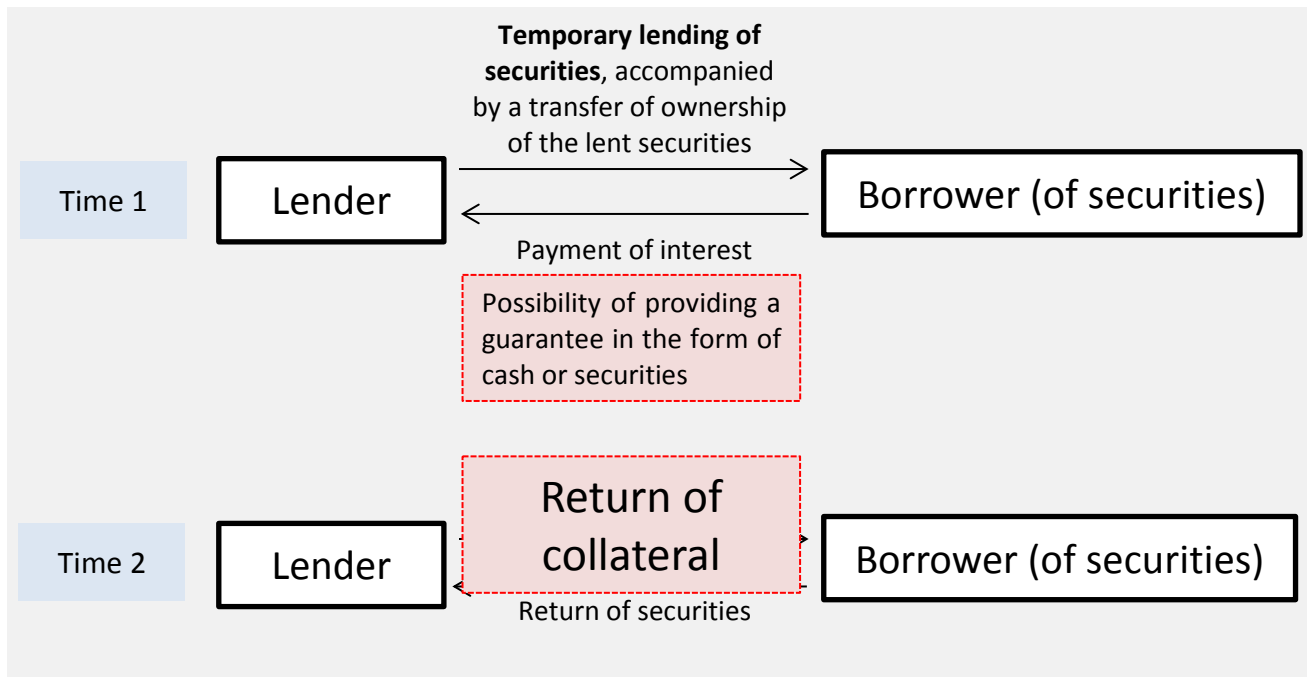 Temporary lending of
securities, accompanied
by a transfer of ownership
of the lent securities
Time 1
Lender
Borrower (of securities)
Payment of interest
Possibility of providing a
guarantee in the form of
cash or securities
Return of
collateral
Time 2
Lender
Borrower (of securities)
Return of securities